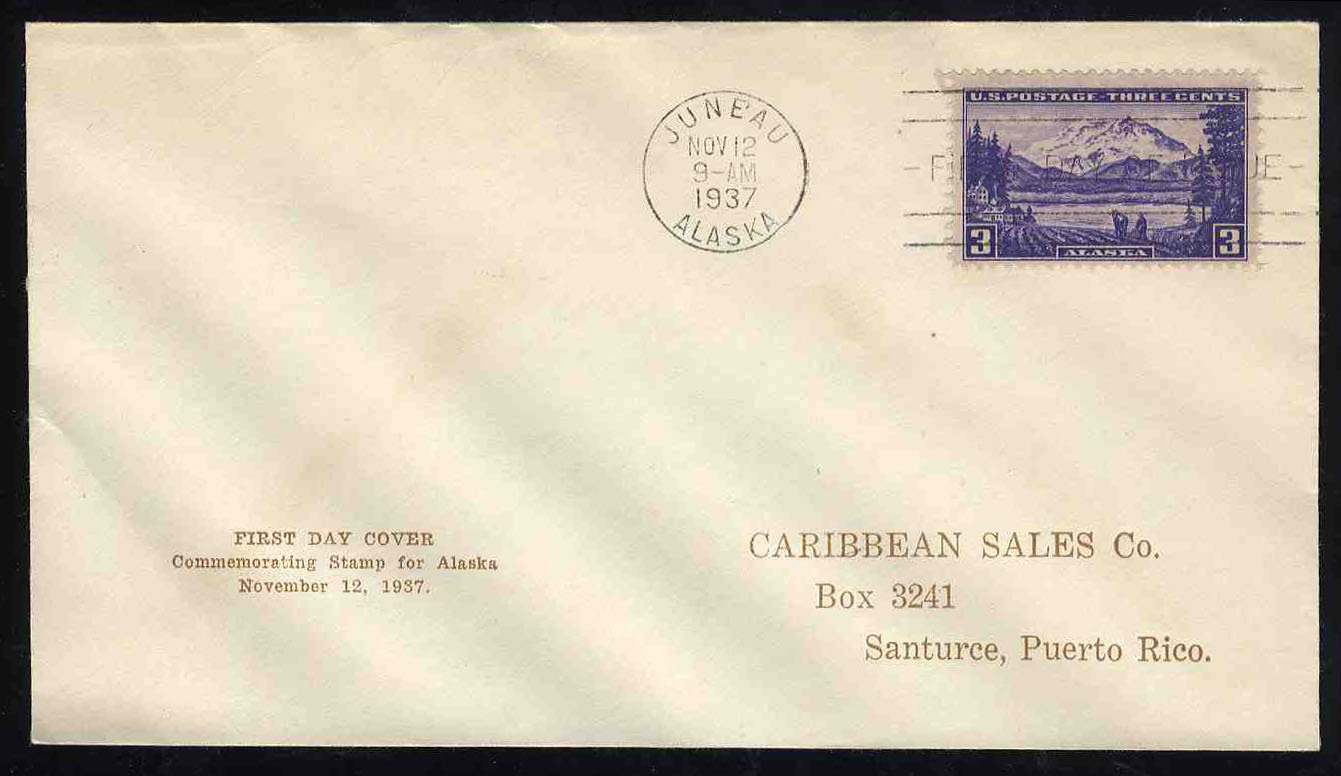 JUNEAU
NOV 12
9-AM
1937
ALASKA
U.S.POSTAGE-THREE CENTS
3 ALASKA 3
FIRST DAY COVER
Commemorating Stamp for Alaska
November 12, 1937.
CARIBBEAN SALES Co.
Box 3241
Santurce, Puerto Rico.